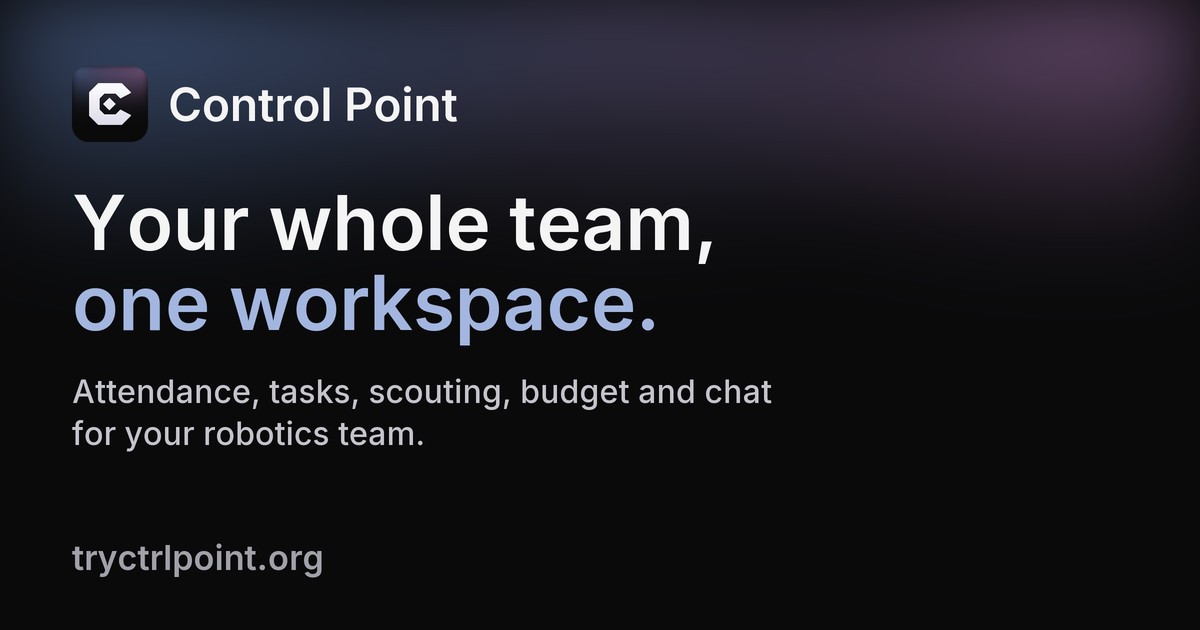 Control Point
Your whole team,
one workspace.
Attendance, tasks, scouting, budget and chat
for your robotics team.
tryctrlpoint.org